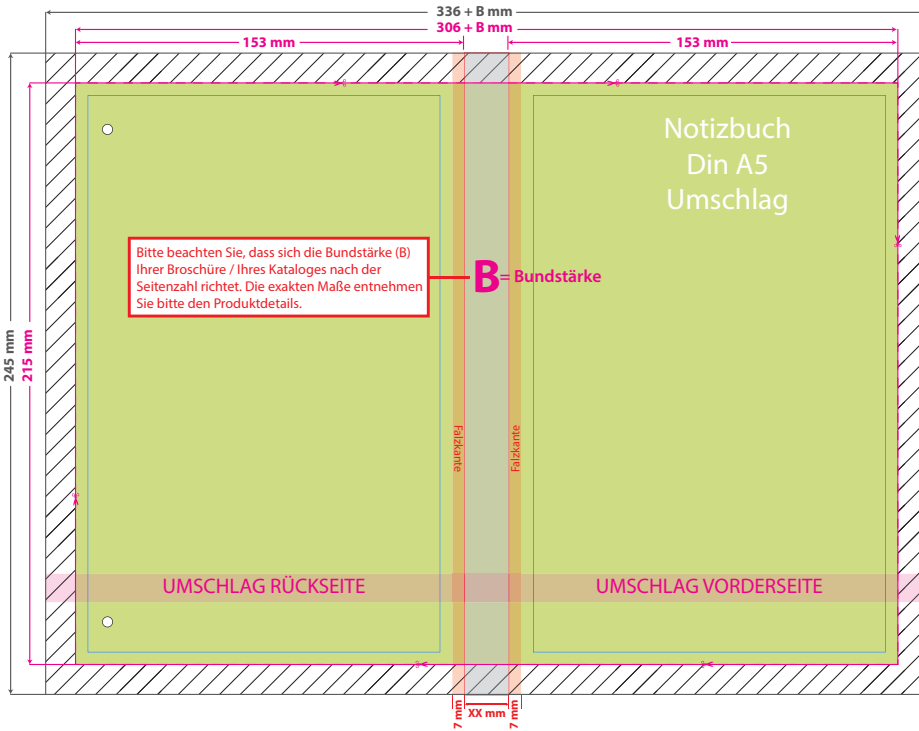 336 + B mm
306 + B mm
153 mm
153 mm
Notizbuch
Din A5
Umschlag
Bitte beachten Sie, dass sich die Bundstärke (B)
Ihrer Broschüre / Ihres Kataloges nach der
Seitenzahl richtet. Die exakten Maße entnehmen
Sie bitte den Produktdetails.
B = Bundstärke
245 mm
215 mm
Falzkante
Falzkante
UMSCHLAG RÜCKSEITE
UMSCHLAG VORDERSEITE
7 mm
XX mm
7 mm